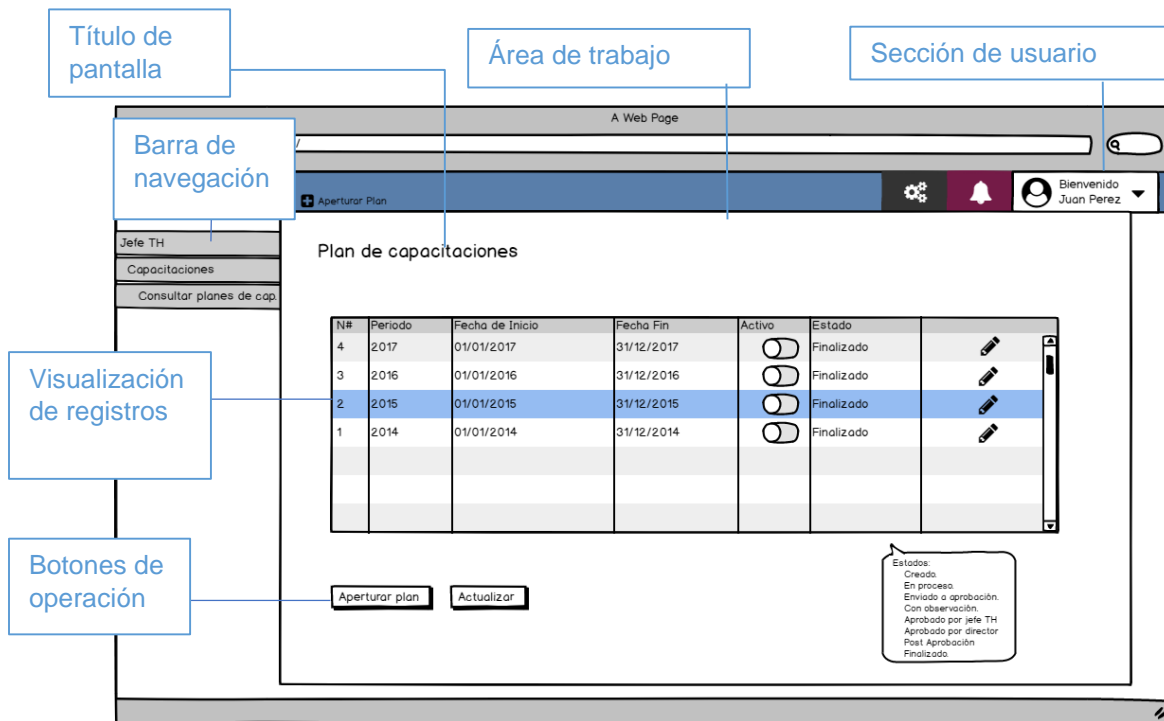 Título de
pantalla
Área de trabajo
Sección de usuario
A Web Page
/
Barra de
navegación
Aperturar Plan
Bienvenido
Juan Perez
Jefe TH
Capacitaciones
Consultar planes de cap.
Plan de capacitaciones
N# Periodo Fecha de Inicio Fecha Fin Activo Estado
4 2017 01/01/2017 31/12/2017 Finalizado
3 2016 01/01/2016 31/12/2016 Finalizado
2 2015 01/01/2015 31/12/2015 Finalizado
1 2014 01/01/2014 31/12/2014 Finalizado
Visualización
de registros
Botones de
operación
Aperturar plan Actualizar
Estados:
Creado.
En proceso.
Enviado a aprobación.
Con observación.
Aprobado por jefe TH
Aprobado por director
Post Aprobación
Finalizado.